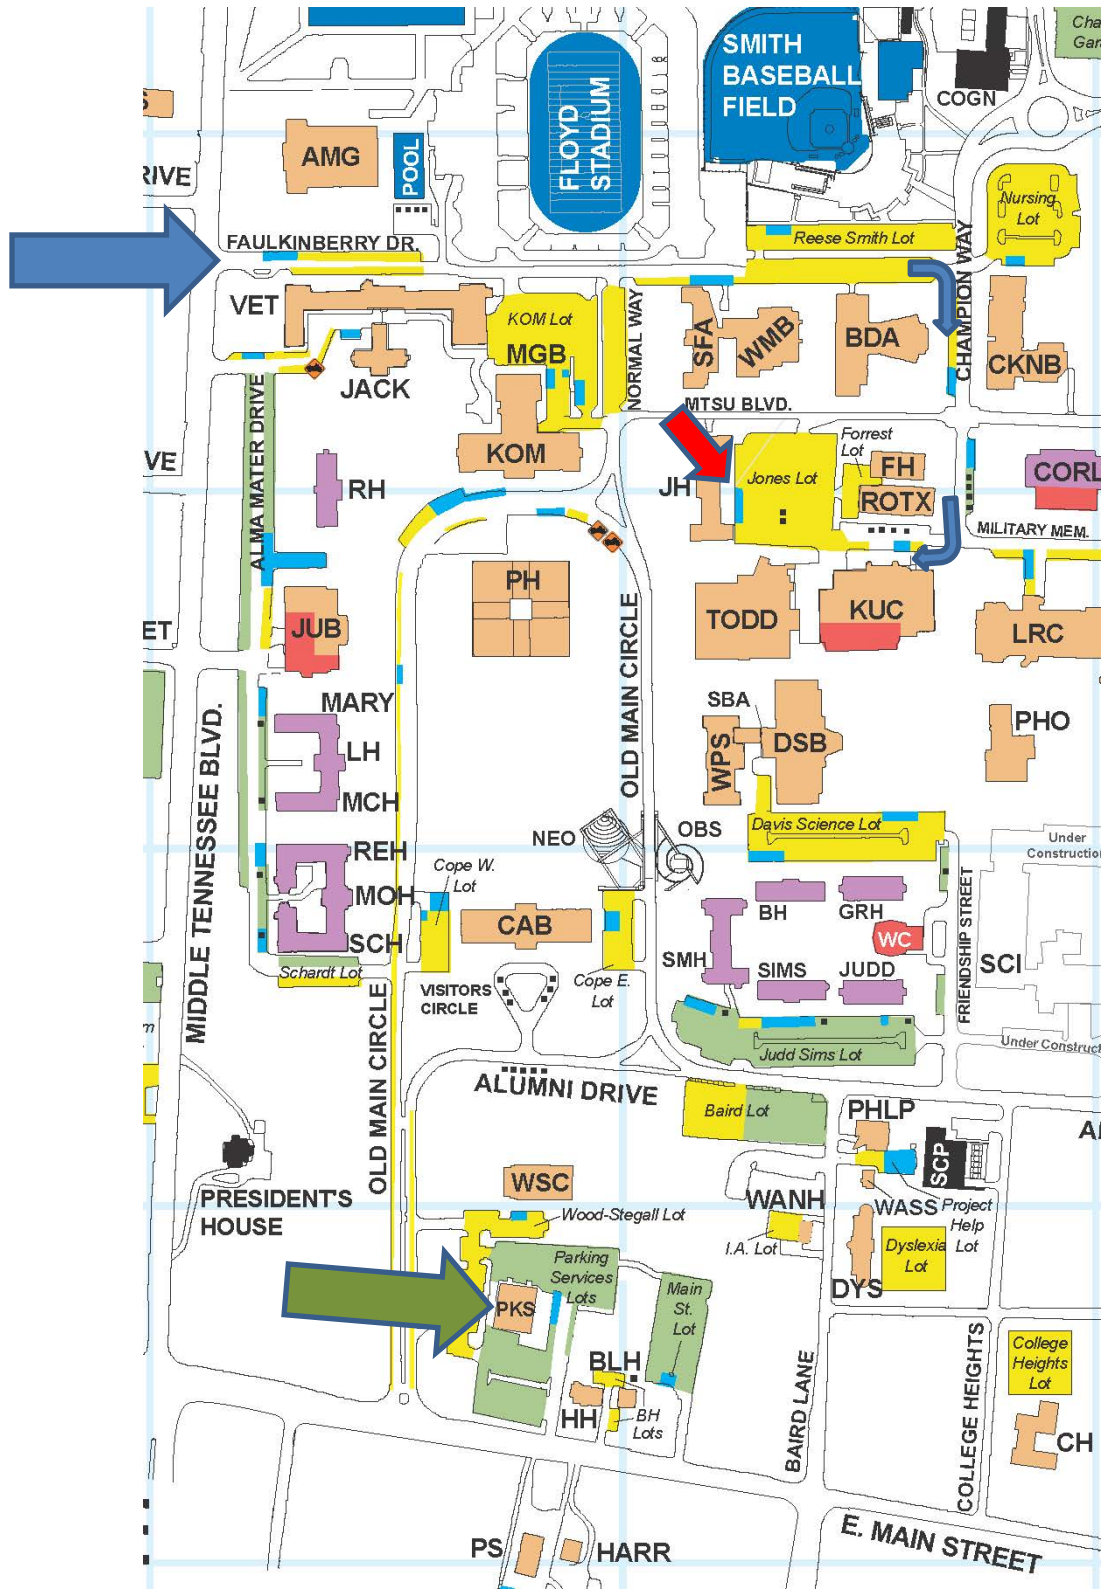 SMITH
BASEBALL
FIELD
COGN
FLOYD
STADIUM
AMG
POOL
FAULKINBERRY DR.
Reese Smith Lot
Nursing
Lot
CHAMPION WAY
VET
KOM Lot
MGB
NORMAL WAY
SFA
WMB
BDA
CKNB
JACK
MTSU BLVD.
ALMA MATER DRIVE
KOM
RH
JH
Jones Lot
Forrest
Lot
FH
ROTX
CORL
MILITARY MEM.
PH
JUB
TODD
KUC
LRC
OLD MAIN CIRCLE
MARY
LH
MCH
SBA
WPS
DSB
PHO
MIDDLE TENNESSEE BLVD.
NEO
OBS
Davis Science Lot
Under
Constructio
REH
MOH
SCH
Cope W.
Lot
CAB
BH
GRH
WC
SMH
SIMS
JUDD
SCI
FRIENDSHIP STREET
Schardt Lot
VISITORS
CIRCLE
Cope E.
Lot
Judd Sims Lot
Under Construct
OLD MAIN CIRCLE
ALUMNI DRIVE
Baird Lot
PHLP
SCP
PRESIDENT'S
HOUSE
WSC
Wood-Stegall Lot
WANH
WASS
Project
Help
Lot
I.A. Lot
Dyslexia
Lot
DYS
Parking
Services
Lots
PKS
Main
St.
Lot
BLH
HH
BH
Lots
BAIRD LANE
COLLEGE HEIGHTS
College
Heights
Lot
CH
E. MAIN STREET
PS
HARR